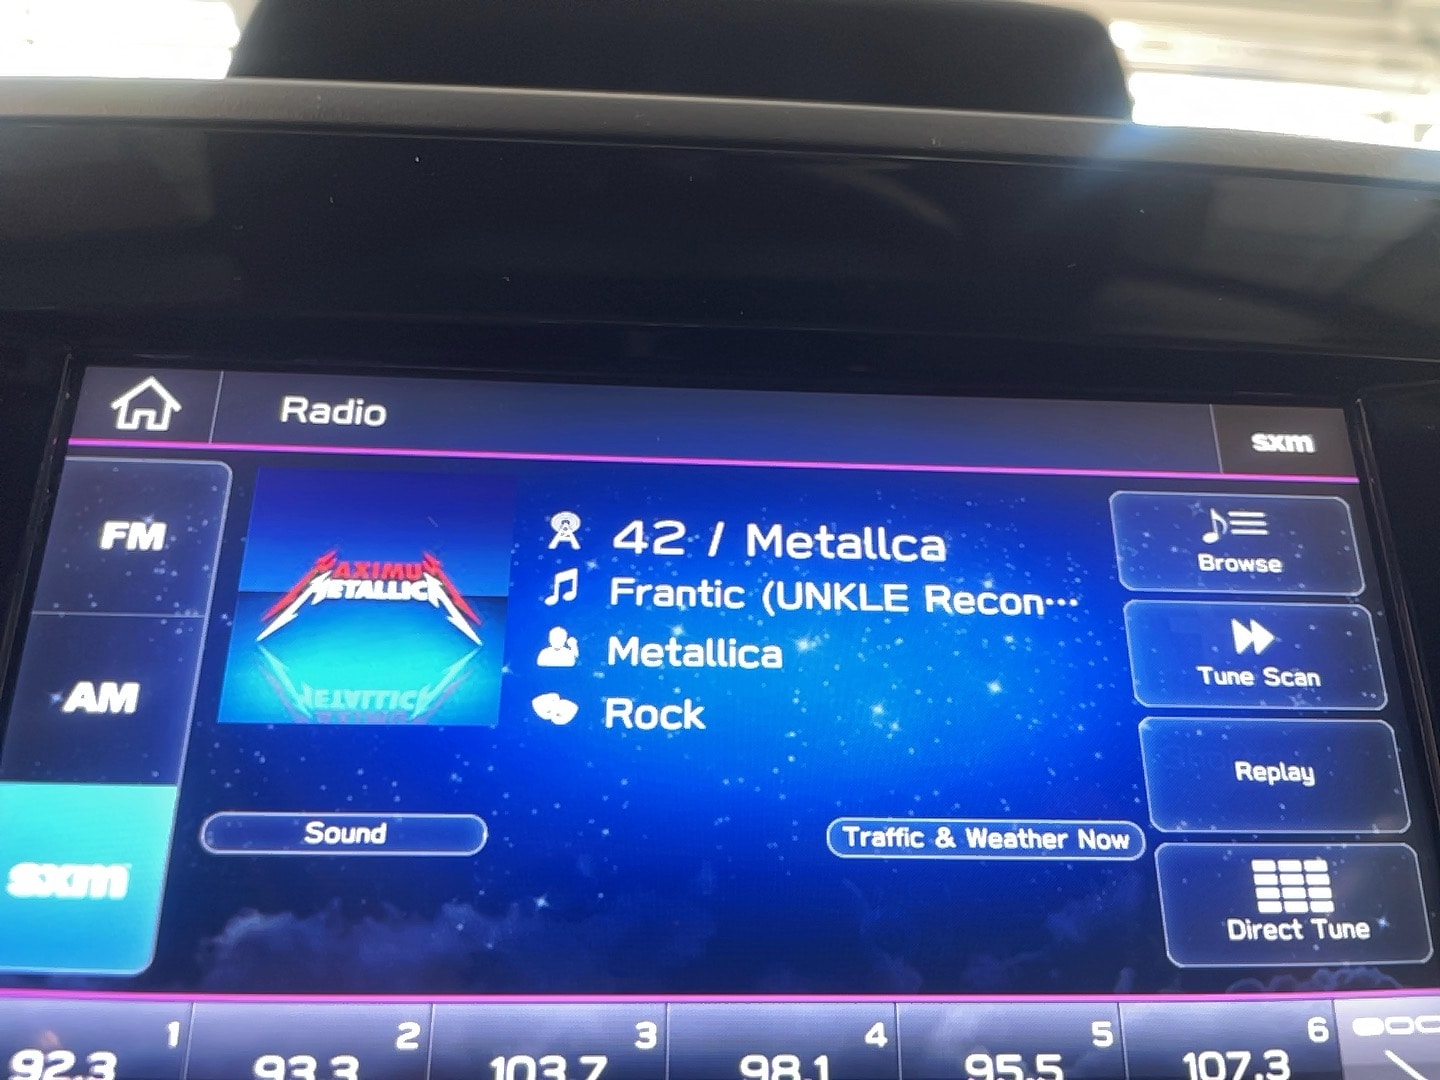 Radio
sxm
FM
AM
sxm
MAXIMUM
METALLICA
42 / Metallca
Frantic (UNKLE Recon…
Metallica
Rock
Sound
Traffic & Weather Now
Browse
Tune Scan
Replay
Direct Tune
1
92.3
2
93.3
3
103.7
4
98.1
5
95.5
6
107.3